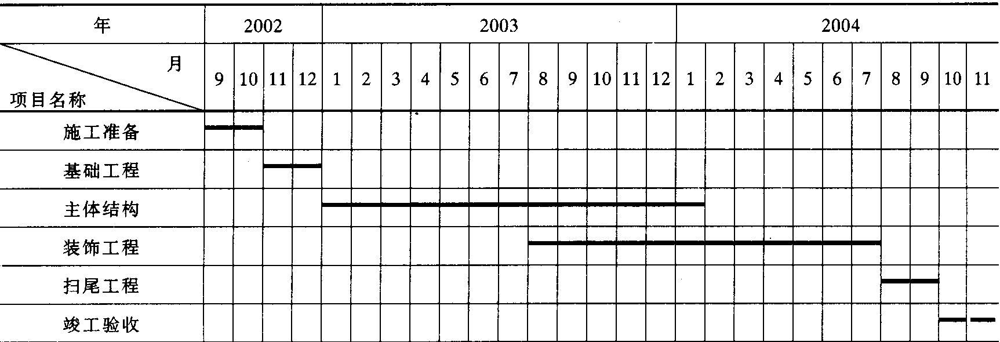 年 2002 2003 2004
月
9 10 11 12 1 2 3 4 5 6 7 8 9 10 11 12 1 2 3 4 5 6 7 8 9 10 11
项目名称
施工准备
基础工程
主体结构
装饰工程
扫尾工程
竣工验收